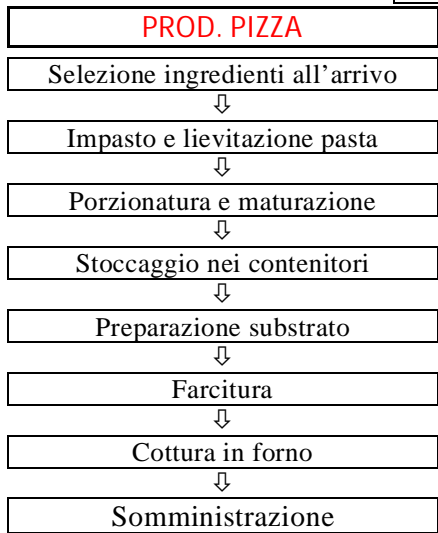 PROD. PIZZA
Selezione ingredienti all'arrivo
⇩
Impasto e lievitazione pasta
⇩
Porzionatura e maturazione
⇩
Stoccaggio nei contenitori
⇩
Preparazione substrato
⇩
Farcitura
⇩
Cottura in forno
⇩
Somministrazione